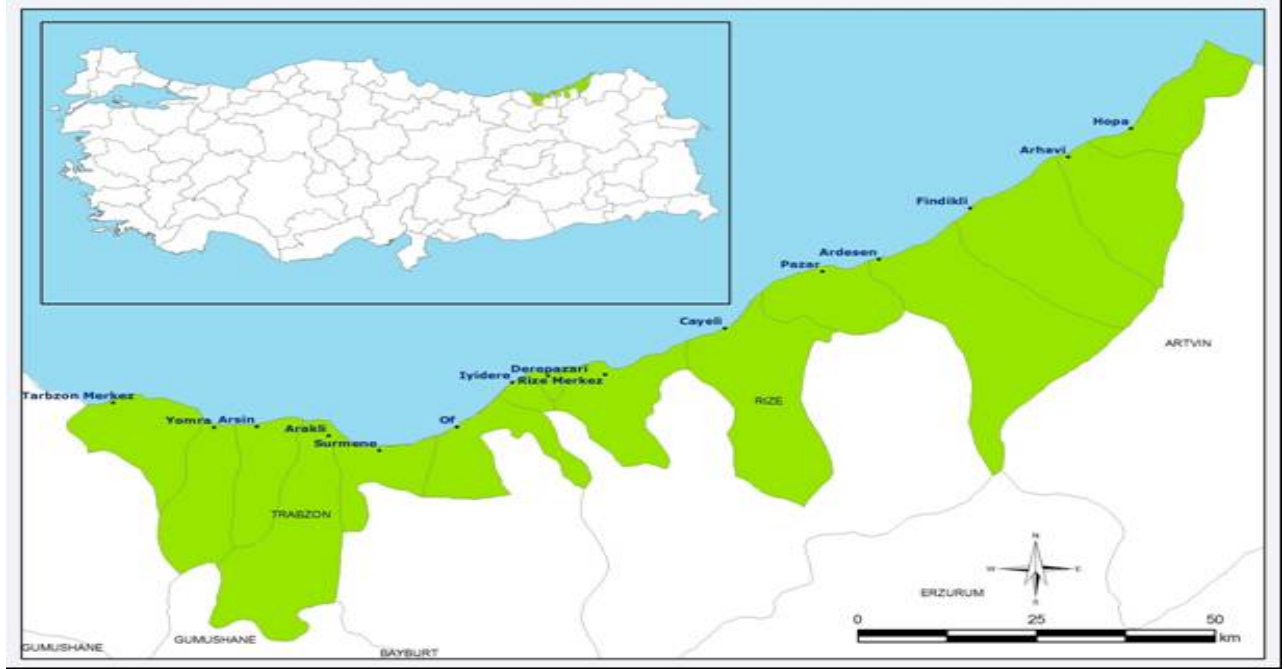 Hopa
Arhavi
Findikli
Ardesen
Pazar
Cayeli
Derepazari
Iyidere
Rize Merkez
Tarbzon Merkez
Yomra
Arsin
Arakli
Of
Surmene
ARTVIN
RIZE
TRABZON
N
W
E
S
ERZURUM
0
25
50
km
GUMUSHANE
GUMUSHANE
BAYBURT